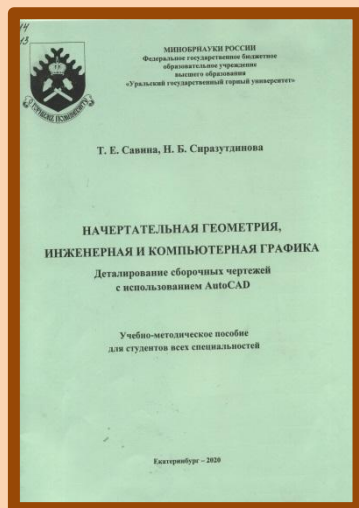 МИНОБРНАУКИ РОССИИ
Федеральное государственное бюджетное
образовательное учреждение
высшего образования
«Уральский государственный горный университет»
Т. Е. Савина, Н. Б. Сиразутдинова
НАЧЕРТАТЕЛЬНАЯ ГЕОМЕТРИЯ,
ИНЖЕНЕРНАЯ И КОМПЬЮТЕРНАЯ ГРАФИКА
Деталирование сборочных чертежей
с использованием AutoCAD
Учебно-методическое пособие
для студентов всех специальностей
Екатеринбург – 2020